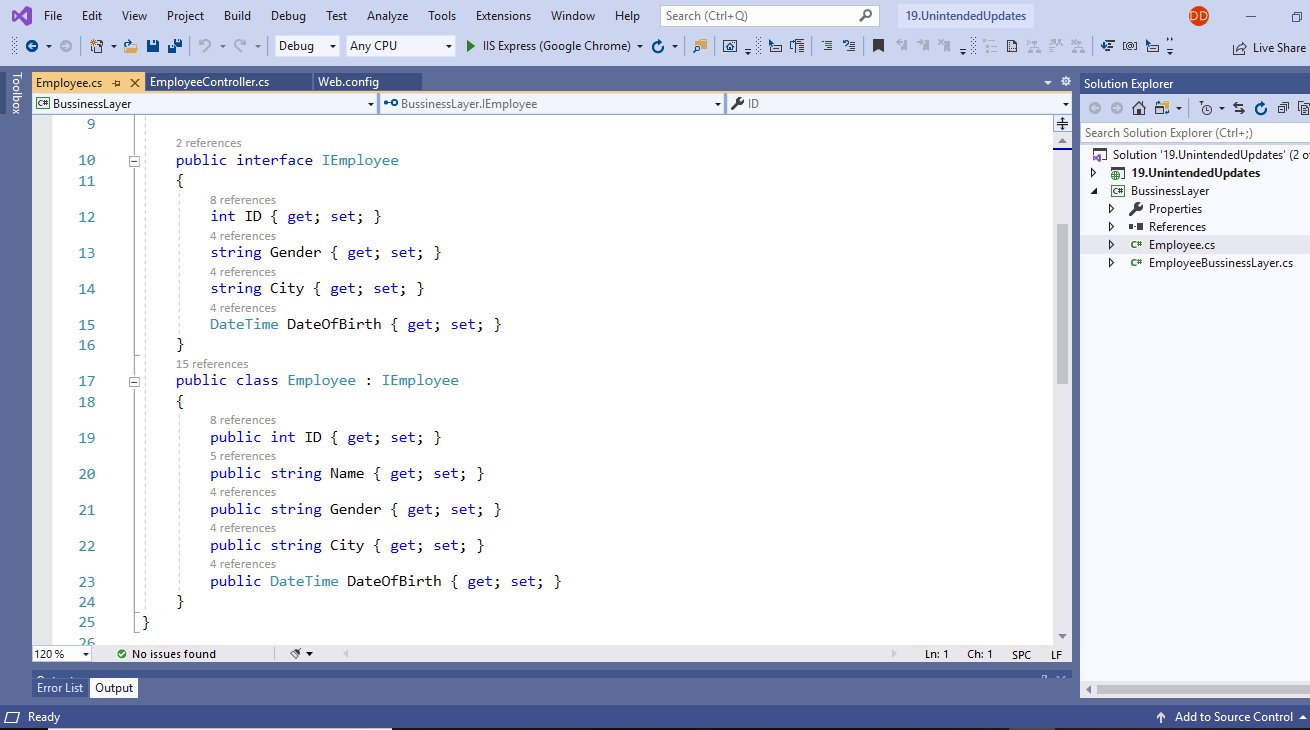 File Edit View Project Build Debug Test Analyze Tools Extensions Window Help Search (Ctrl+Q) 19.UnintendedUpdates DD
Debug Any CPU IIS Express (Google Chrome) Live Share
Toolbox
Employee.cs EmployeeController.cs Web.config
BussinessLayer BussinessLayer.IEmployee ID
9
2 references
10 public interface IEmployee
11 {
8 references
12 int ID { get; set; }
4 references
13 string Gender { get; set; }
4 references
14 string City { get; set; }
4 references
15 DateTime DateOfBirth { get; set; }
16 }
15 references
17 public class Employee : IEmployee
18 {
8 references
19 public int ID { get; set; }
5 references
20 public string Name { get; set; }
4 references
21 public string Gender { get; set; }
4 references
22 public string City { get; set; }
4 references
23 public DateTime DateOfBirth { get; set; }
24 }
25 }
26
120 % No issues found Ln: 1 Ch: 1 SPC LF
Error List Output
Solution Explorer
Search Solution Explorer (Ctrl+;)
Solution '19.UnintendedUpdates' (2 o
19.UnintendedUpdates
C# BussinessLayer
Properties
References
C# Employee.cs
C# EmployeeBussinessLayer.cs
Ready Add to Source Control